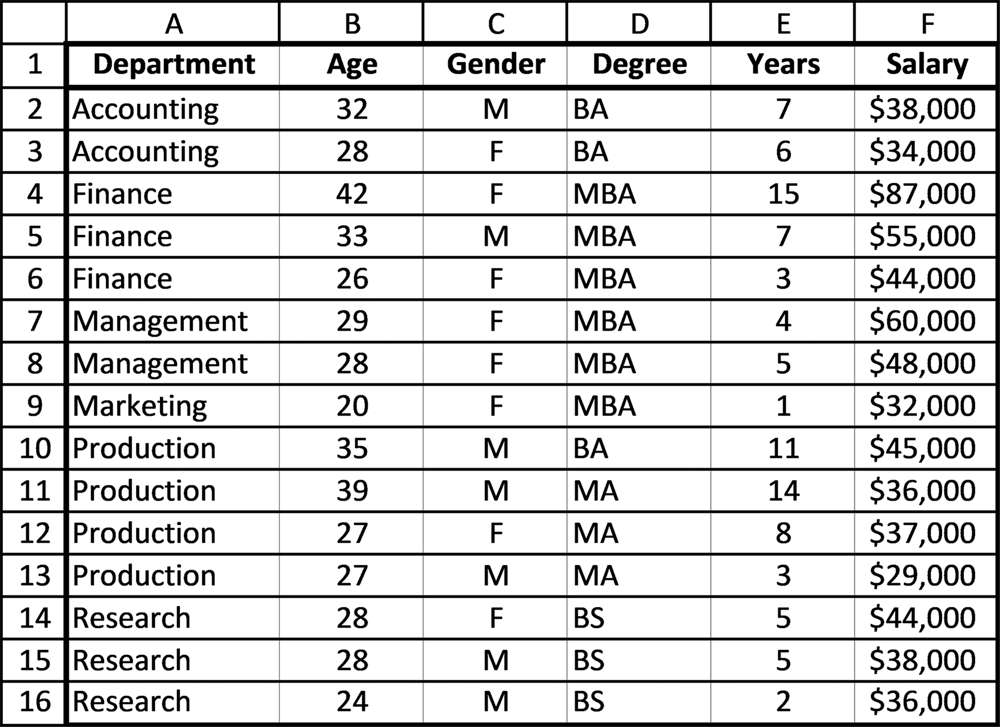 A B C D E F
1 Department Age Gender Degree Years Salary
2 Accounting 32 M BA 7 $38,000
3 Accounting 28 F BA 6 $34,000
4 Finance 42 F MBA 15 $87,000
5 Finance 33 M MBA 7 $55,000
6 Finance 26 F MBA 3 $44,000
7 Management 29 F MBA 4 $60,000
8 Management 28 F MBA 5 $48,000
9 Marketing 20 F MBA 1 $32,000
10 Production 35 M BA 11 $45,000
11 Production 39 M MA 14 $36,000
12 Production 27 F MA 8 $37,000
13 Production 27 M MA 3 $29,000
14 Research 28 F BS 5 $44,000
15 Research 28 M BS 5 $38,000
16 Research 24 M BS 2 $36,000